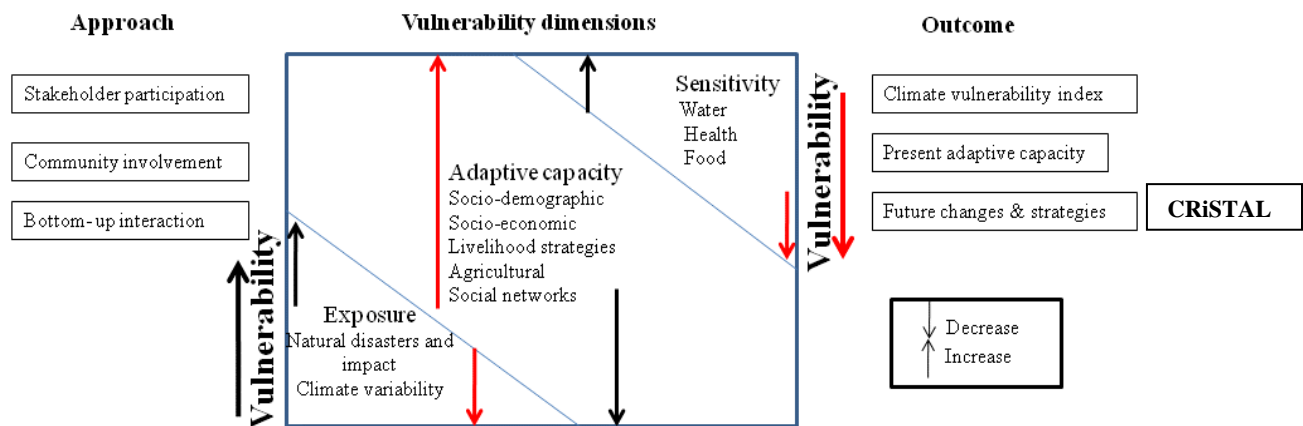 Approach
Vulnerability dimensions
Outcome
Stakeholder participation
Community involvement
Bottom-up interaction
Vulnerability
Sensitivity
Water
Health
Food
Adaptive capacity
Socio-demographic
Socio-economic
Livelihood strategies
Agricultural
Social networks
Exposure
Natural disasters and
impact
Climate variability
Vulnerability
Climate vulnerability index
Present adaptive capacity
Future changes & strategies
CRiSTAL
Decrease
Increase